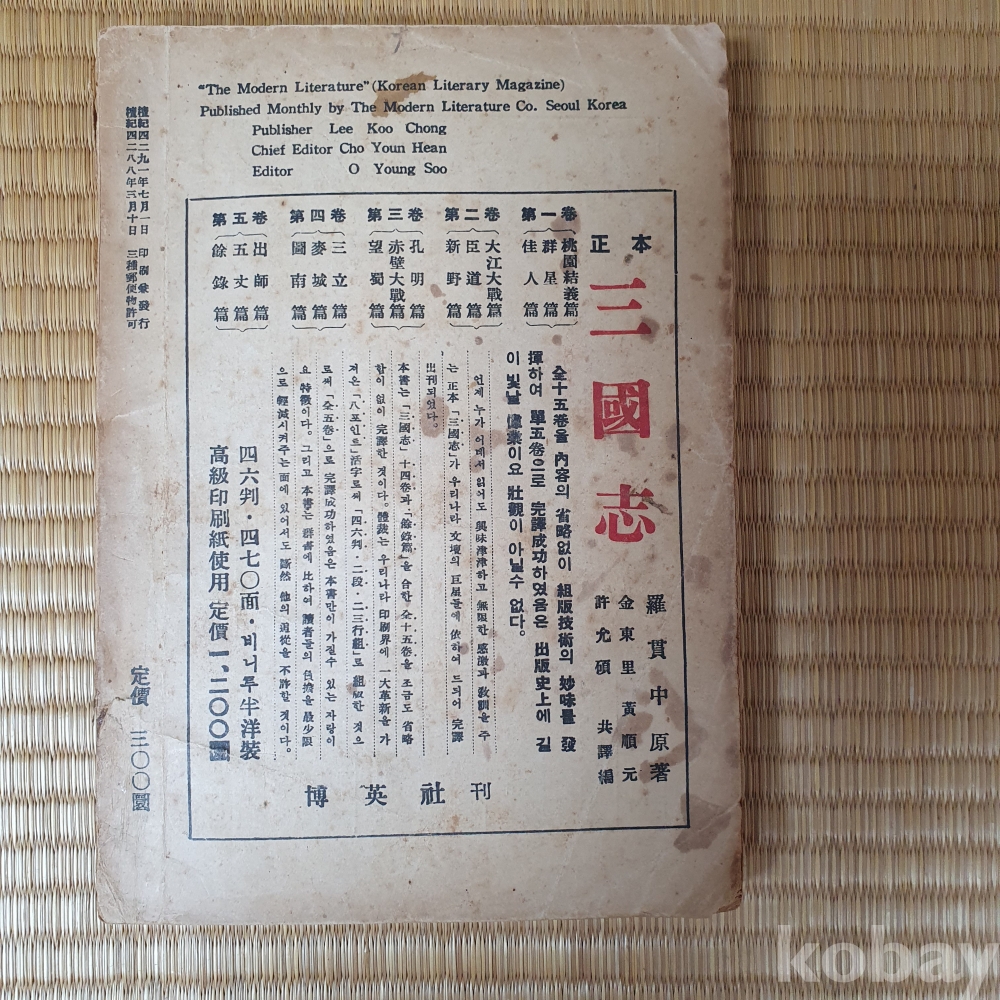 "The Modern Literature" (Korean Literary Magazine)
Published Monthly by The Modern Literature Co. Seoul Korea
Publisher Lee Koo Chong
Chief Editor Cho Youn Hean
Editor O Young Soo
檀紀四二九一年七月一日 印刷兼發行
檀紀四二八八年三月十日 三種郵便物許可
定價 三〇〇圜
正本
三國志
羅貫中 原著
金東里 黃順元
許允碩 共譯編
第一卷
桃園結義篇
群星篇
佳人篇
第二卷
大江大戰篇
臣道篇
新野篇
第三卷
孔明篇
赤壁大戰篇
望蜀篇
第四卷
三立篇
麥城篇
圖南篇
第五卷
出師篇
五丈篇
餘錄篇
全十五卷을 內容의 省略없이 組版技術의 妙味를 發
揮하여 單五卷으로 完譯成功하였음은 出版史上에 길
이 빛날 偉業이요 壯觀이 아닐수 없다.
언제 누가 어데서 읽어도 興味津津하고 無限한 感激과 敎訓을 주
는 正本「三國志」가 우리나라 文壇의 巨星들에 依하여 드되어 完譯
出刊되었다.
本書는「三國志」十四卷과「餘錄篇」을 合한 全十五卷을 조금도 省略
함이 없이 完譯한 것이다。體裁는 우리나라 印刷界에 一大革新을 가
져온「八포인트」活字로써「四六判・二段・二三行組」로 組版한 것으
로써「全五卷」으로 完譯成功하였음은 本書만이 가질수 있는 자랑이
요 特徵이다。그리고 本書는 群書에 比하여 讀者들의 負擔을 最少限
으로 輕減시켜주는 面에 있어서도 斷然 他의 追從을 不許할 것이다。
四六判・四七〇面・비니루半洋裝
高級印刷紙使用 定價一、二〇〇圜
博英社 刊
kobay